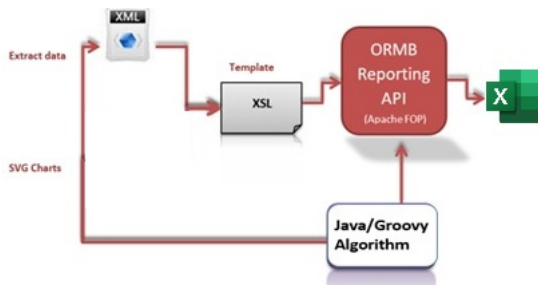 XML
Extract data
Template
XSL
ORMB
Reporting
API
(Apache FOP)
X
SVG Charts
Java/Groovy
Algorithm